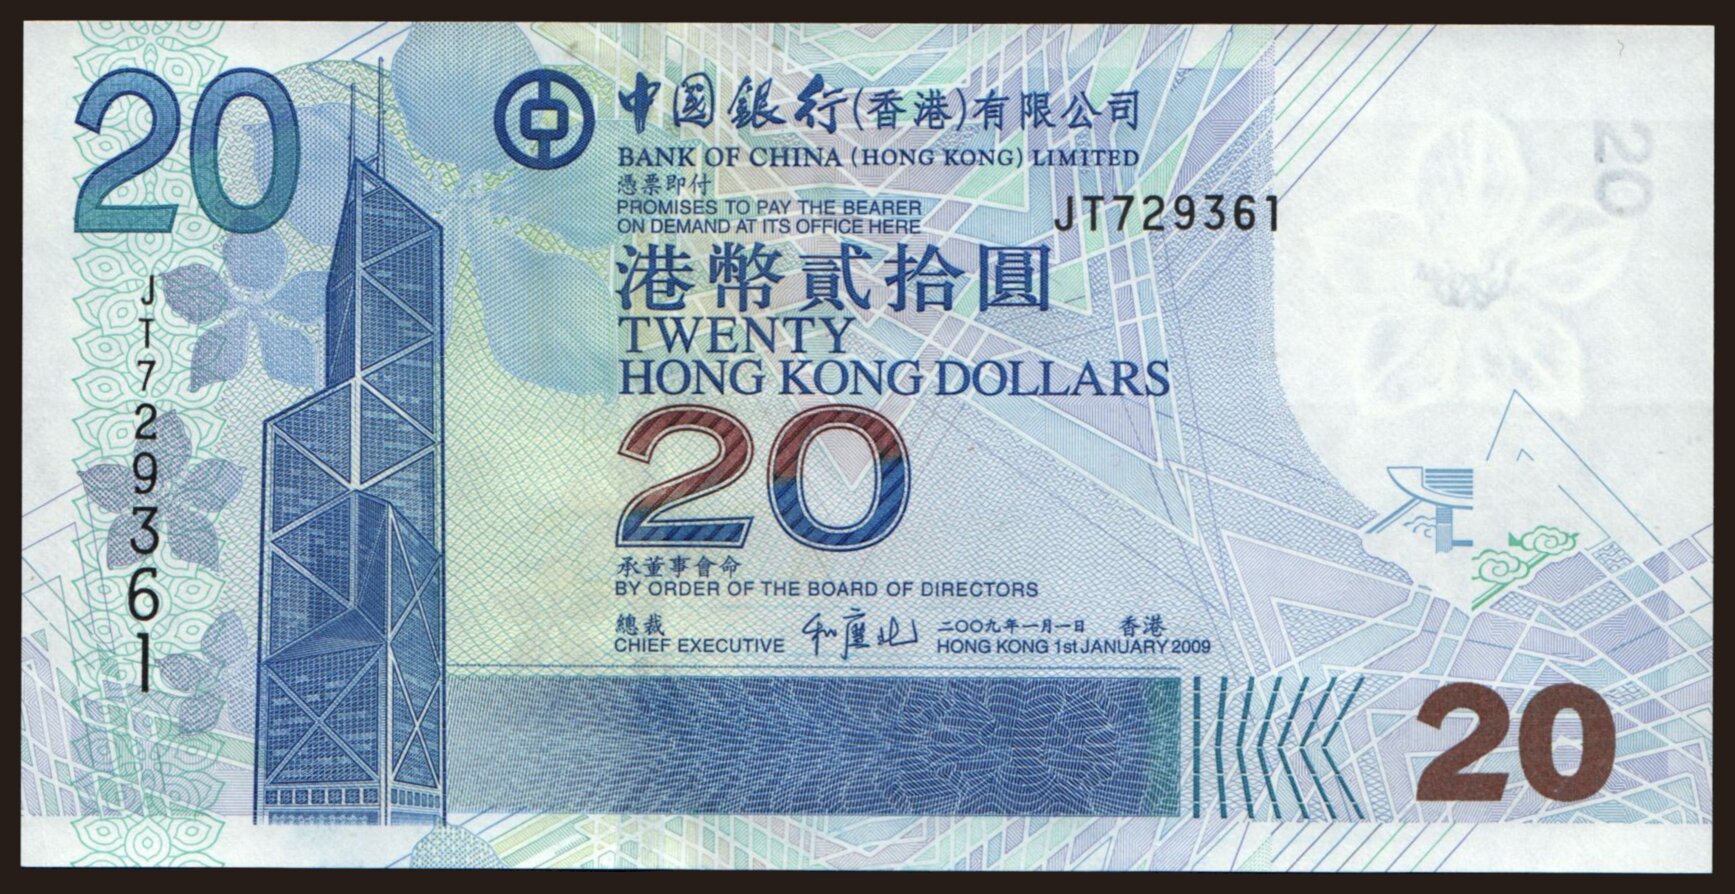 20
中國銀行(香港)有限公司
BANK OF CHINA (HONG KONG) LIMITED
憑票即付
PROMISES TO PAY THE BEARER
ON DEMAND AT ITS OFFICE HERE
JT729361
20
港幣貳拾圓
TWENTY
HONG KONG DOLLARS
JT729361
20
承董事會命
BY ORDER OF THE BOARD OF DIRECTORS
總裁
CHIEF EXECUTIVE
和廣北
二〇〇九年一月一日 香港
HONG KONG 1st JANUARY 2009
20